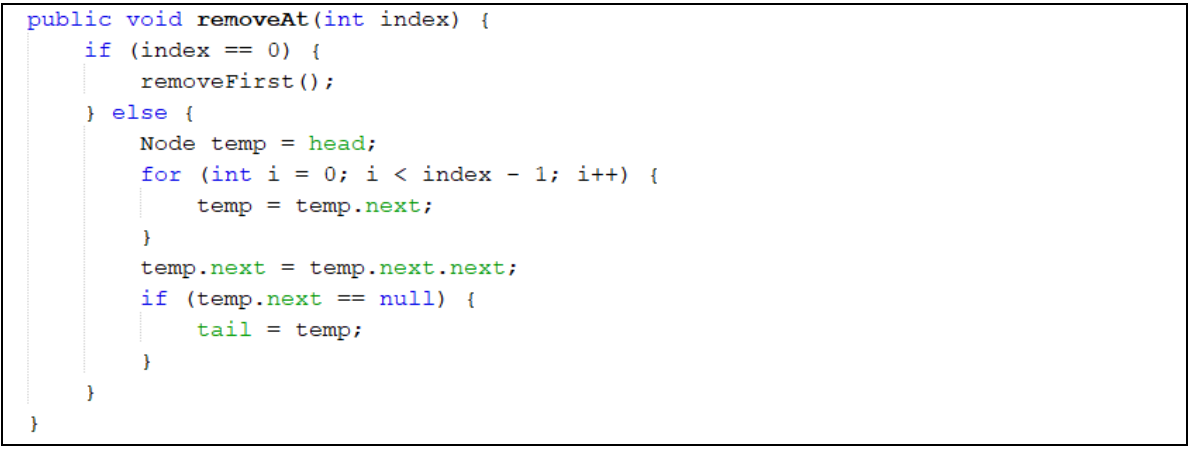 public void removeAt(int index) {
    if (index == 0) {
        removeFirst();
    } else {
        Node temp = head;
        for (int i = 0; i < index - 1; i++) {
            temp = temp.next;
        }
        temp.next = temp.next.next;
        if (temp.next == null) {
            tail = temp;
        }
    }
}